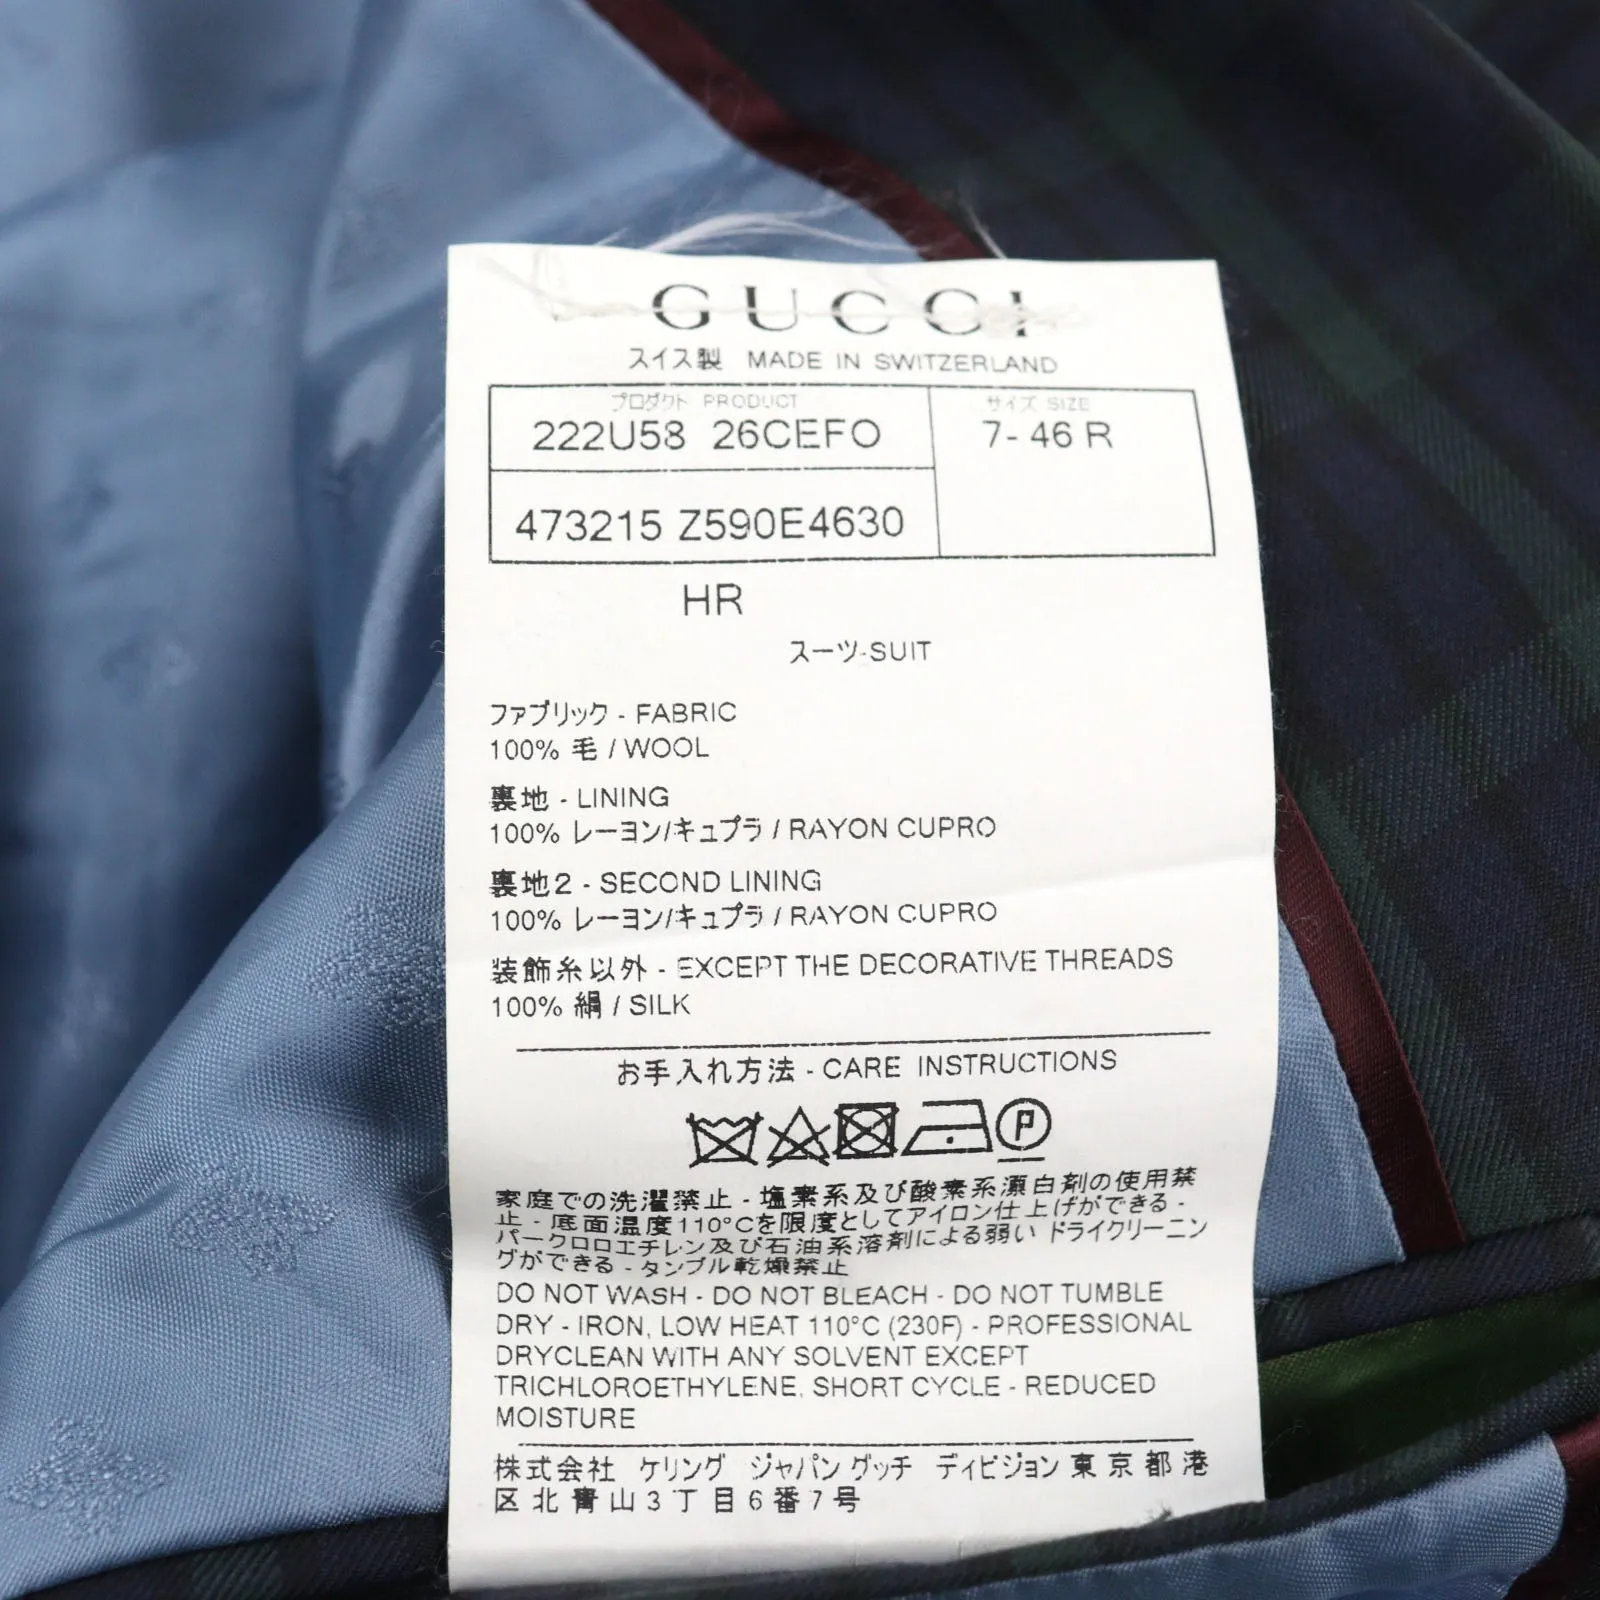 GUCCI
スイス製 MADE IN SWITZERLAND
プロダクト PRODUCT
サイズ SIZE
222U58 26CEFO
7- 46 R
473215 Z590E4630
HR
スーツ-SUIT
ファブリック - FABRIC
100% 毛 / WOOL
裏地 - LINING
100% レーヨン/キュプラ / RAYON CUPRO
裏地2 - SECOND LINING
100% レーヨン/キュプラ / RAYON CUPRO
装飾糸以外 - EXCEPT THE DECORATIVE THREADS
100% 絹 / SILK
お手入れ方法 - CARE INSTRUCTIONS
P
家庭での洗濯禁止 - 塩素系及び酸素系漂白剤の使用禁
止 - 底面温度110°Cを限度としてアイロン仕上げができる -
パークロロエチレン及び石油系溶剤による弱い ドライクリーニン
グができる - タンブル乾燥禁止
DO NOT WASH - DO NOT BLEACH - DO NOT TUMBLE
DRY - IRON, LOW HEAT 110°C (230F) - PROFESSIONAL
DRYCLEAN WITH ANY SOLVENT EXCEPT
TRICHLOROETHYLENE, SHORT CYCLE - REDUCED
MOISTURE
株式会社 ケリング ジャパン グッチ ディビジョン 東京都港
区北青山3丁目6番7号